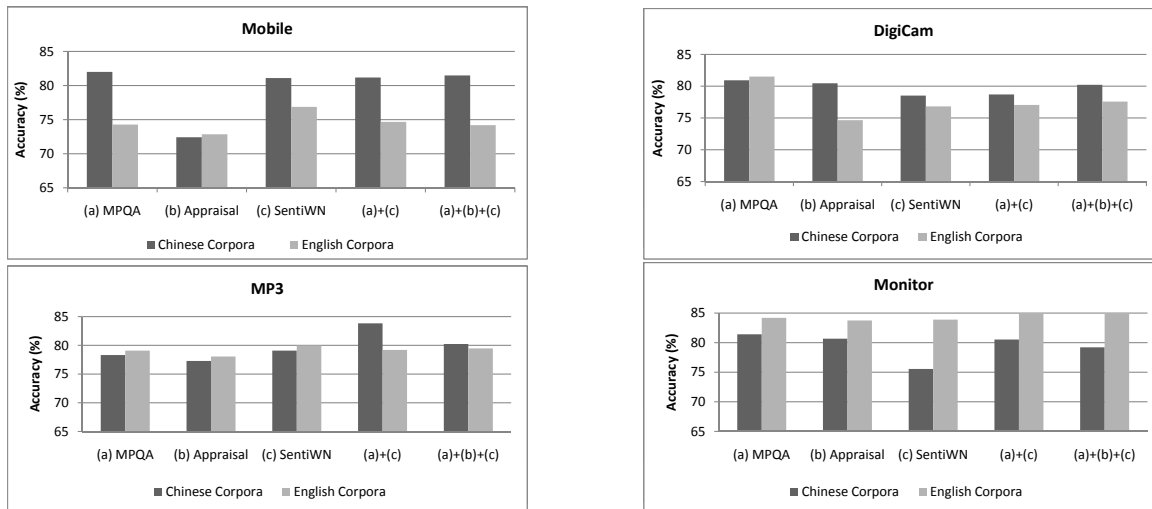 Mobile
85
80
75
70
65
Accuracy (%)
(a) MPQA (b) Appraisal (c) SentiWN (a)+(c) (a)+(b)+(c)
Chinese Corpora English Corpora
DigiCam
85
80
75
70
65
Accuracy (%)
(a) MPQA (b) Appraisal (c) SentiWN (a)+(c) (a)+(b)+(c)
Chinese Corpora English Corpora
MP3
85
80
75
70
65
Accuracy (%)
(a) MPQA (b) Appraisal (c) SentiWN (a)+(c) (a)+(b)+(c)
Chinese Corpora English Corpora
Monitor
85
80
75
70
65
Accuracy (%)
(a) MPQA (b) Appraisal (c) SentiWN (a)+(c) (a)+(b)+(c)
Chinese Corpora English Corpora